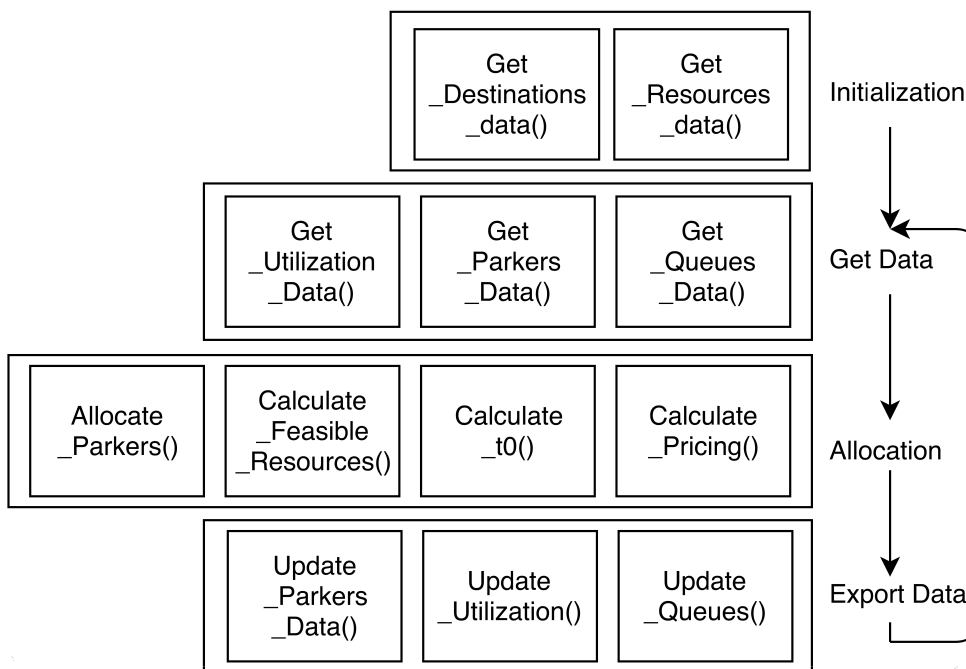 Get
_Destinations
_data()
Get
_Resources
_data()
Initialization
Get
_Utilization
_Data()
Get
_Parkers
_Data()
Get
_Queues
_Data()
Get Data
Allocate
_Parkers()
Calculate
_Feasible
_Resources()
Calculate
_t0()
Calculate
_Pricing()
Allocation
Update
_Parkers
_Data()
Update
_Utilization()
Update
_Queues()
Export Data